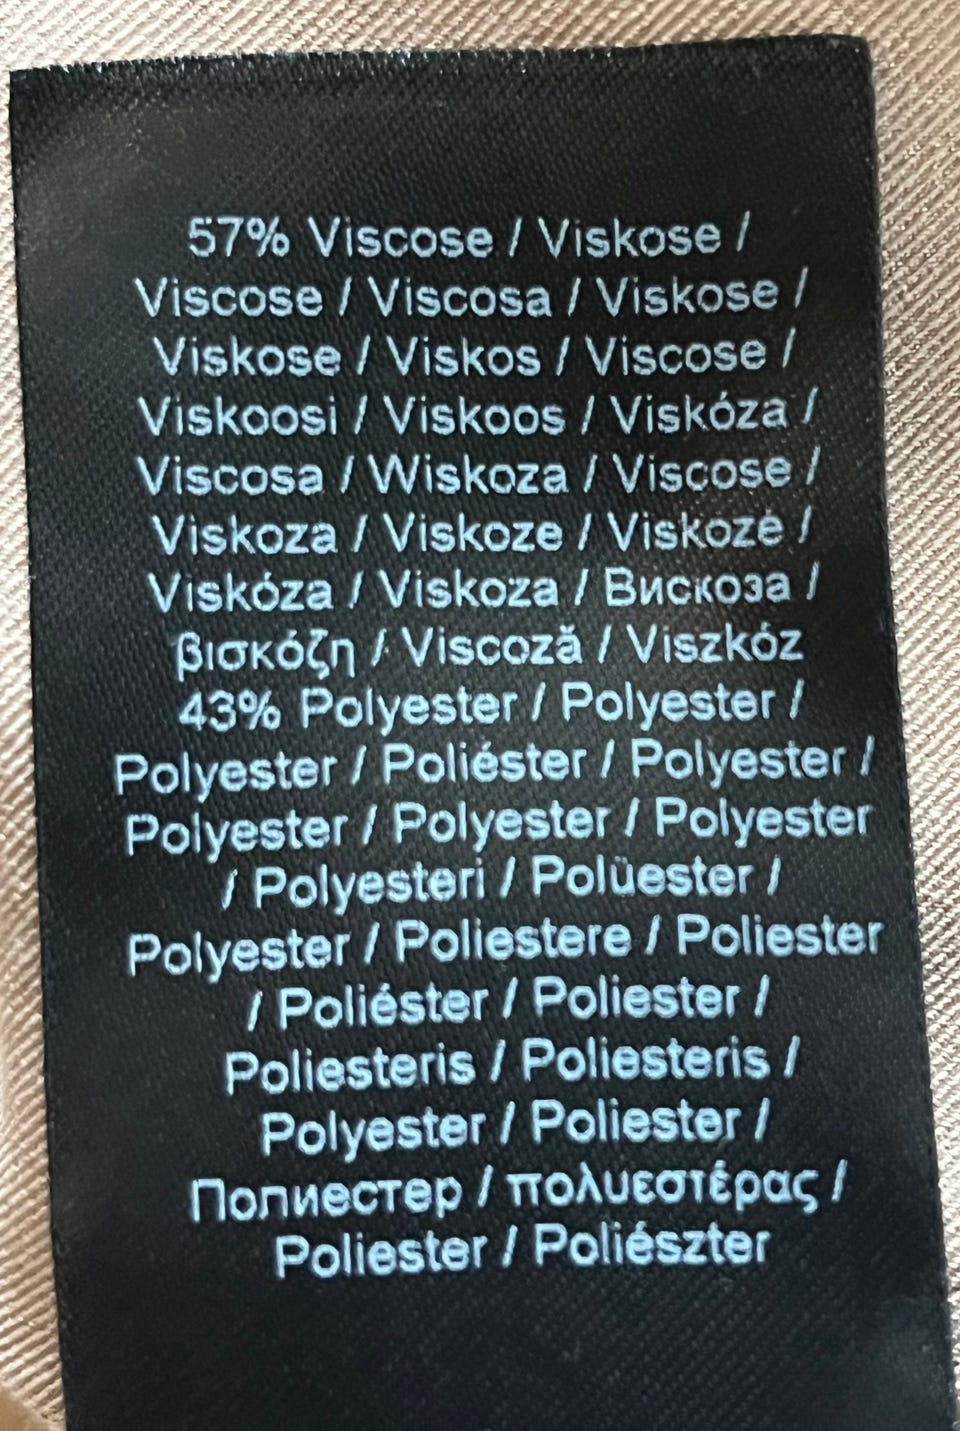 57% Viscose / Viskose /
Viscose / Viscosa / Viskose /
Viskose / Viskos / Viscose /
Viskoosi / Viskoos / Viskóza /
Viscosa / Wiskoza / Viscose /
Viskoza / Viskoze / Viskozė /
Viskóza / Viskoza / Вискоза /
βισκόζη / Viscoză / Viszkóz
43% Polyester / Polyester /
Polyester / Poliéster / Polyester /
Polyester / Polyester / Polyester
/ Polyesteri / Polüester /
Polyester / Poliestere / Poliester
/ Poliéster / Poliester /
Poliesteris / Poliesteris /
Polyester / Poliester /
Полиестер / πολυεστέρας /
Poliester / Poliészter